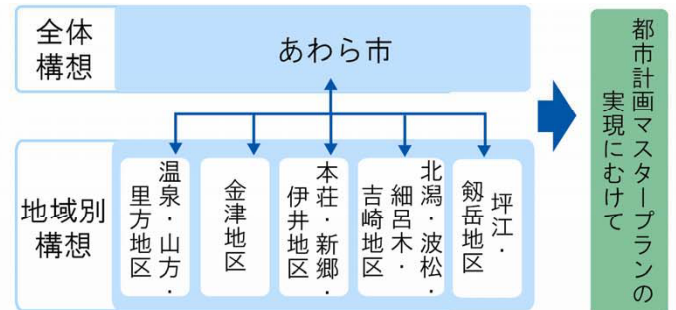 全体
構想
あわら市
地域別
構想
温泉・山方・
里方地区
金津地区
本荘・新郷・
伊井地区
北潟・波松・
細呂木・
吉崎地区
坪江・
剱岳地区
都市計画マスタープランの
実現にむけて